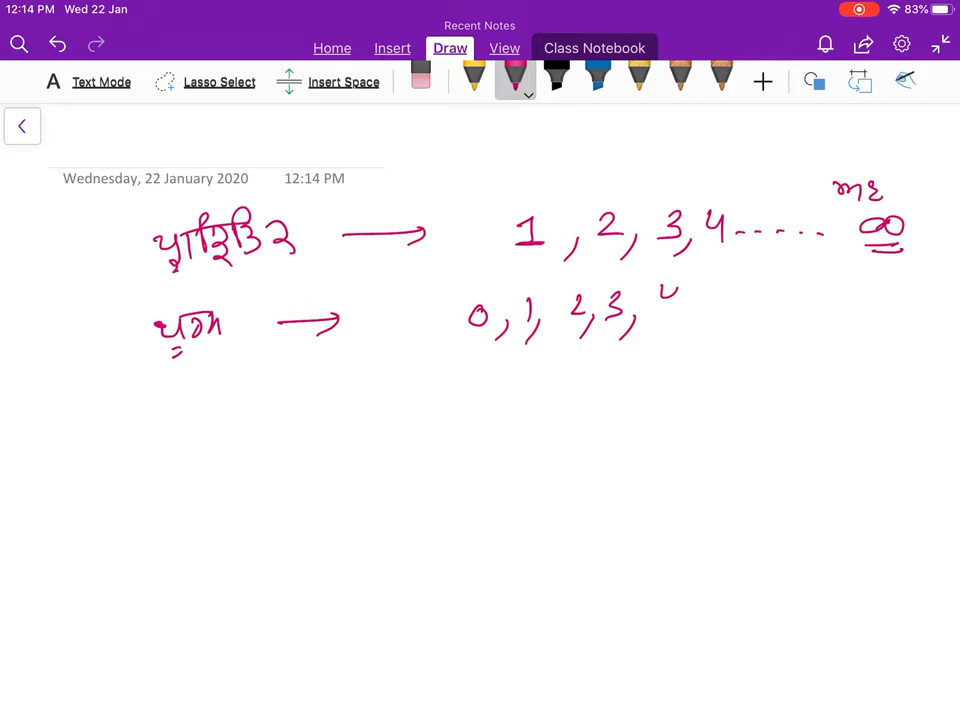 12:14 PM Wed 22 Jan 83%
Recent Notes
Home Insert Draw View Class Notebook
A Text Mode Lasso Select Insert Space
Wednesday, 22 January 2020 12:14 PM
→ 1, 2, 3, 4 ...... ∞
→ 0, 1, 2, 3,